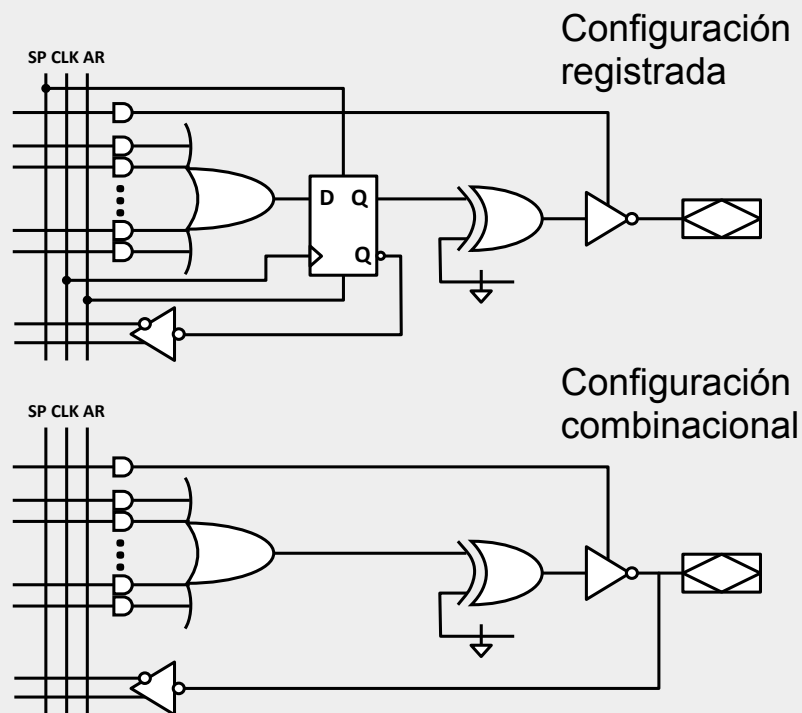 Configuración
registrada
SP CLK AR
D Q
Q
Configuración
combinacional
SP CLK AR